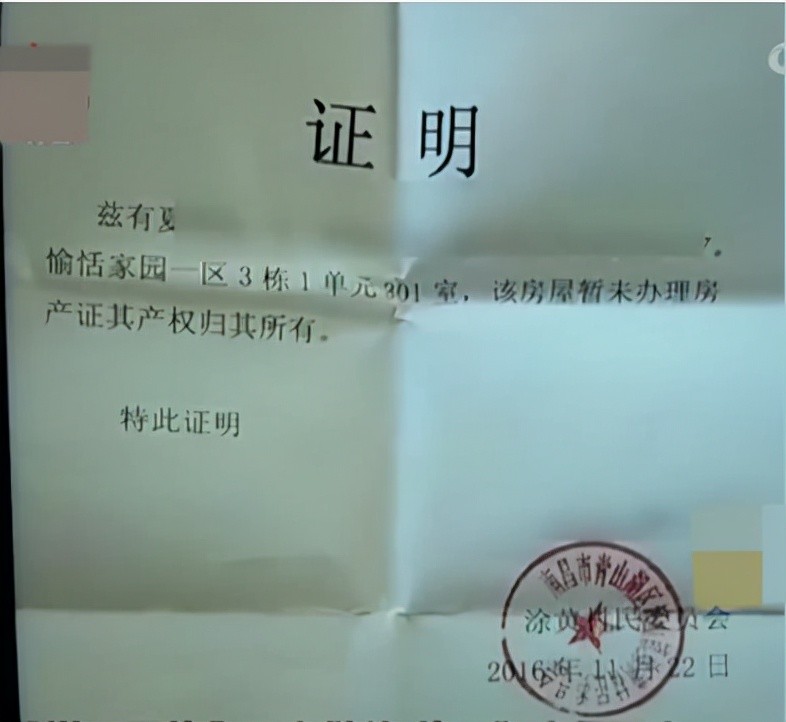 证明
兹有夏
愉恬家园一区3栋1单元301室，该房屋暂未办理房
产证其产权归其所有。
特此证明
南昌市青山湖区
涂黄村民委员会
2016年11月22日